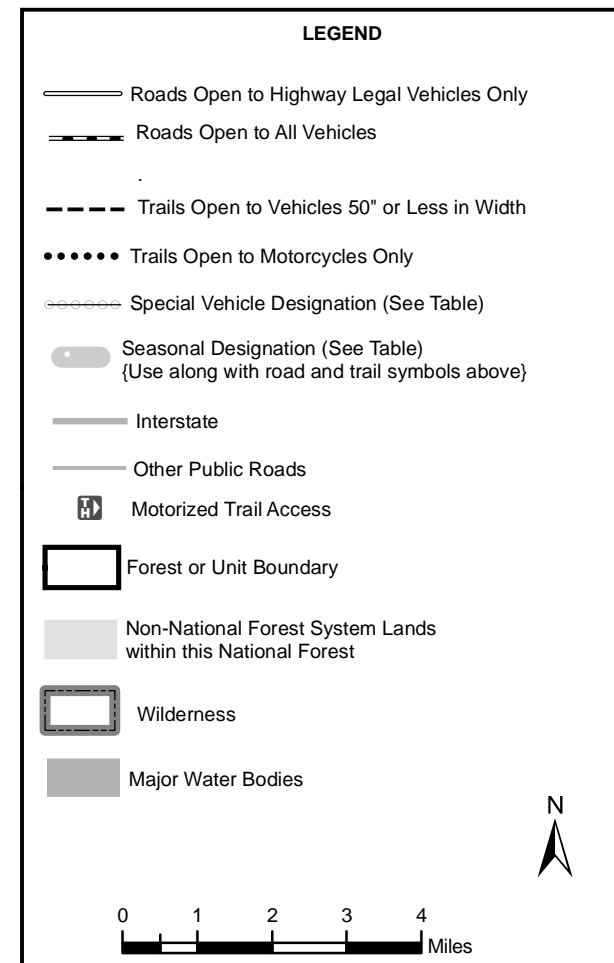 LEGEND
Roads Open to Highway Legal Vehicles Only
Roads Open to All Vehicles
.
Trails Open to Vehicles 50" or Less in Width
Trails Open to Motorcycles Only
Special Vehicle Designation (See Table)
Seasonal Designation (See Table)
{Use along with road and trail symbols above}
Interstate
Other Public Roads
TH Motorized Trail Access
Forest or Unit Boundary
Non-National Forest System Lands
within this National Forest
Wilderness
Major Water Bodies
N
0 1 2 3 4
Miles